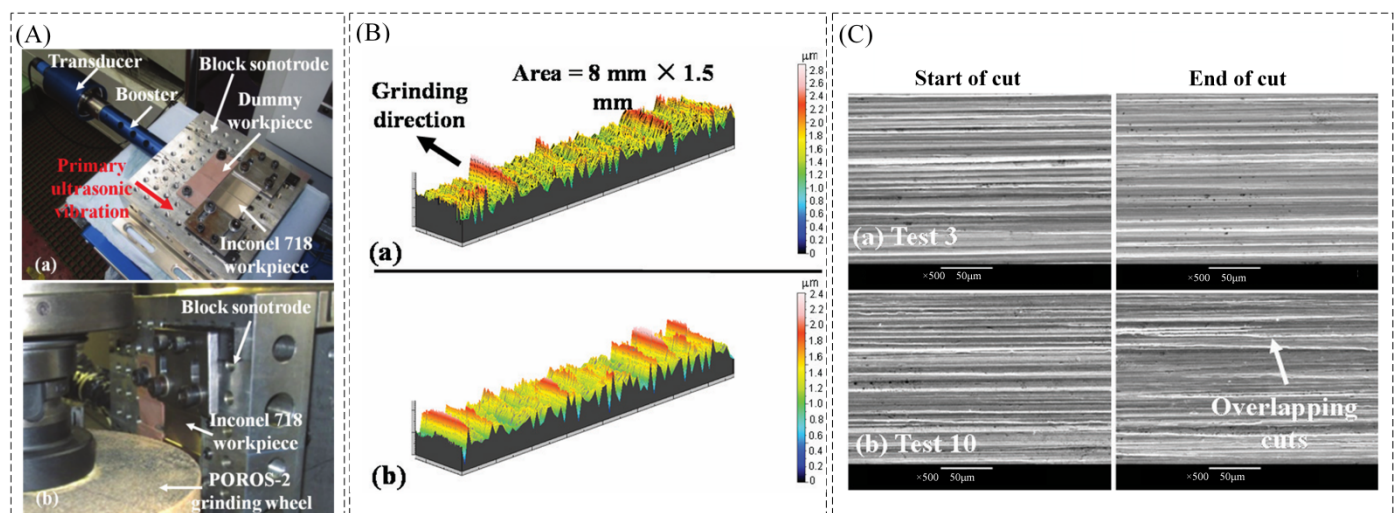 (A)
Transducer
Booster
Block sonotrode
Dummy
workpiece
Primary
ultrasonic
vibration
Inconel 718
workpiece
(a)
Block sonotrode
Inconel 718
workpiece
POROS-2
grinding wheel
(b)
(B)
Grinding
direction
Area = 8 mm × 1.5
mm
μm
2.8
2.6
2.4
2.2
2.0
1.8
1.6
1.4
1.2
1.0
0.8
0.6
0.4
0.2
0
(a)
μm
2.4
2.2
2.0
1.8
1.6
1.4
1.2
1.0
0.8
0.6
0.4
0.2
0
(b)
(C)
Start of cut
End of cut
(a) Test 3
×500 50μm
×500 50μm
(b) Test 10
Overlapping
cuts
×500 50μm
×500 50μm